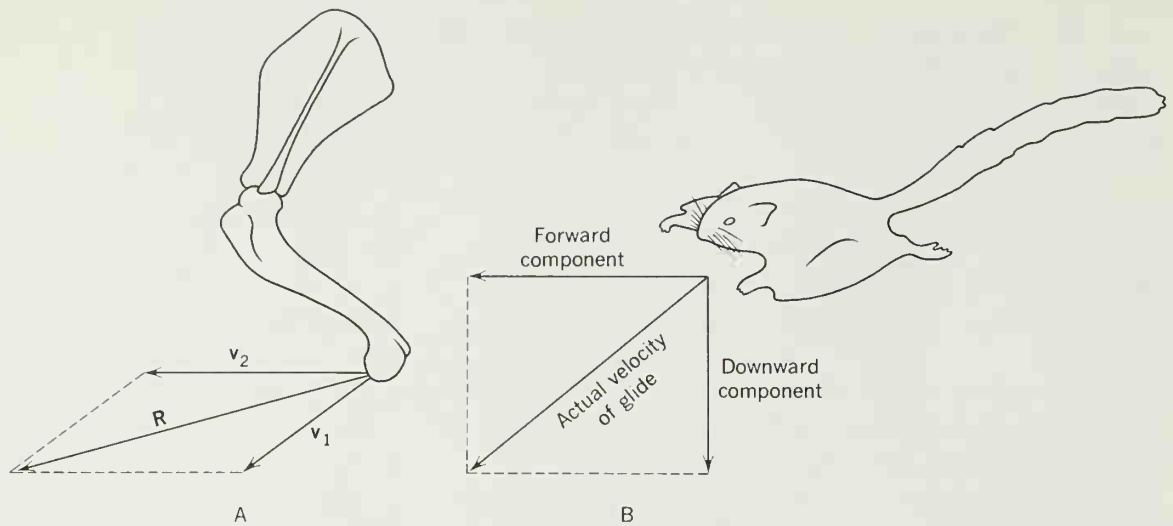 v2
R
v1
A
Forward
component
Actual velocity
of glide
Downward
component
B